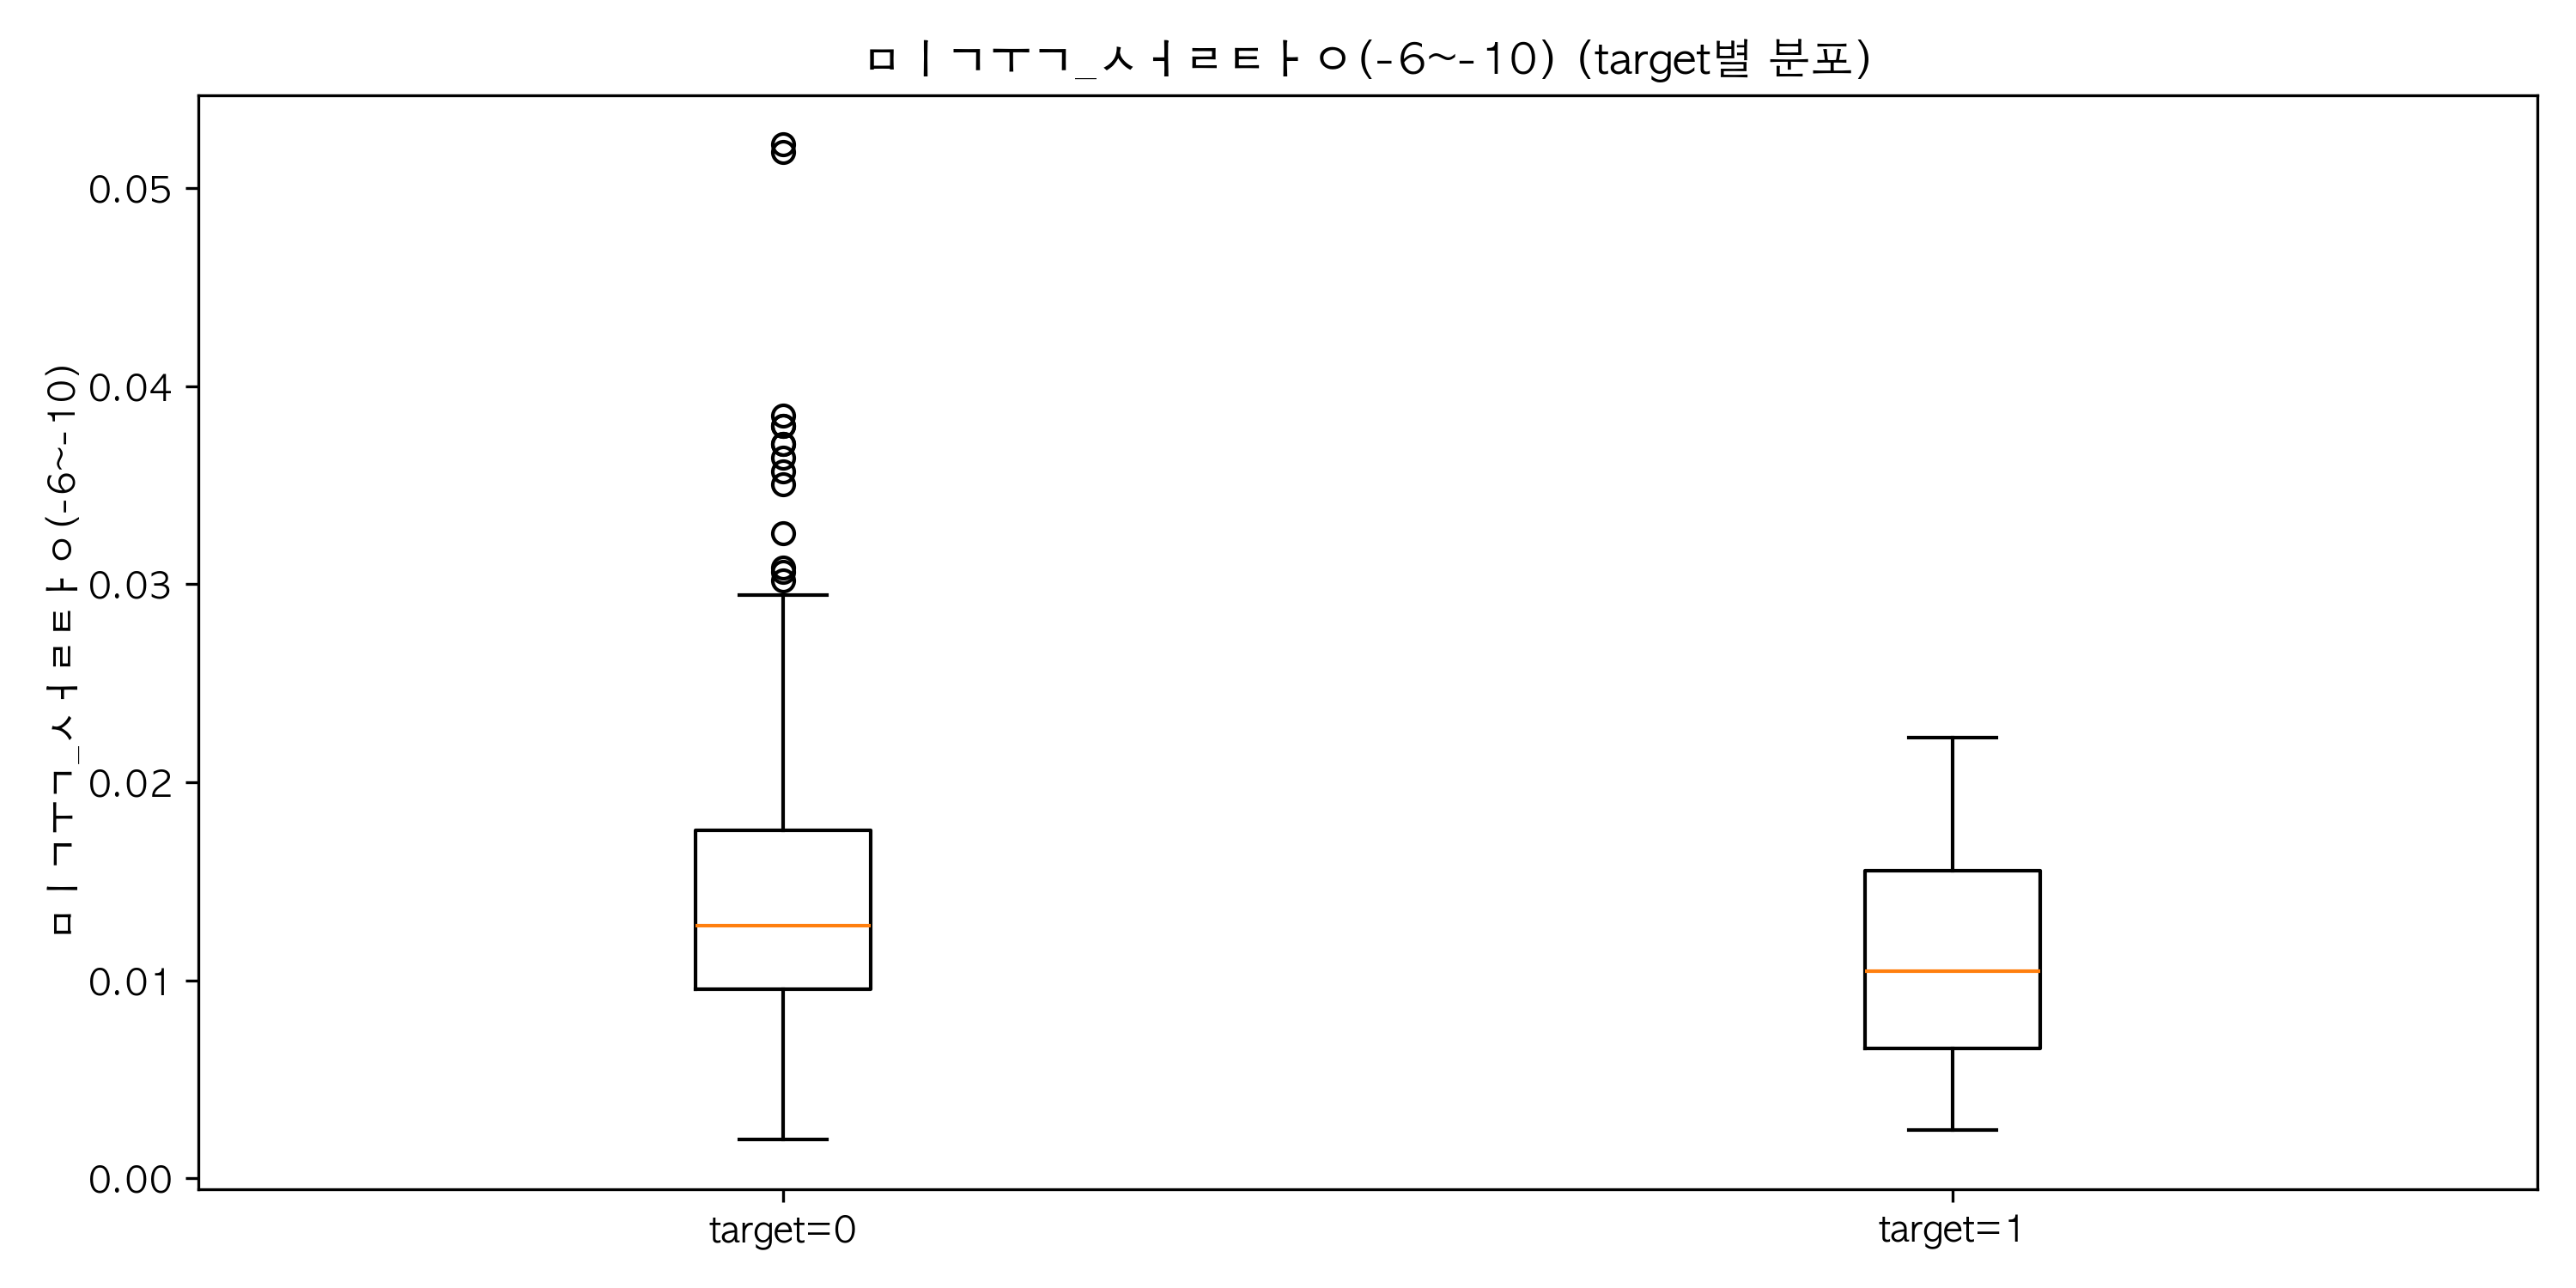 ㅁㅣㄱㅜㄱ_ㅅㅓㄹㅌㅏㅇ(-6~-10) (target별 분포)
ㅁㅣㄱㅜㄱ_ㅅㅓㄹㅌㅏㅇ(-6~-10)
0.05
0.04
0.03
0.02
0.01
0.00
target=0
target=1